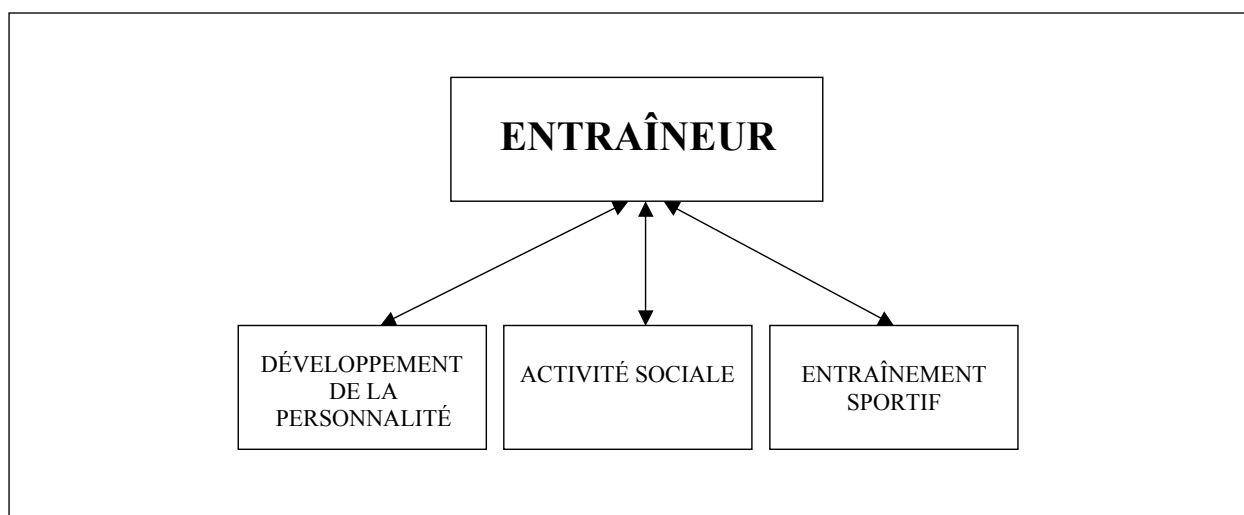 ENTRAÎNEUR
DÉVELOPPEMENT
DE LA
PERSONNALITÉ
ACTIVITÉ SOCIALE
ENTRAÎNEMENT
SPORTIF